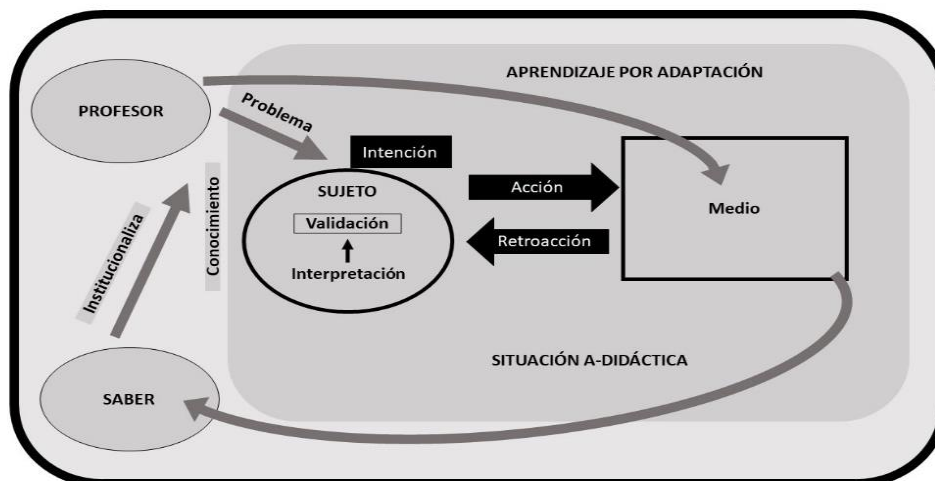 APRENDIZAJE POR ADAPTACIÓN
PROFESOR
Problema
Intención
SUJETO
Validación
Interpretación
Acción
Retroacción
Medio
Conocimiento
Institucionaliza
SITUACIÓN A-DIDÁCTICA
SABER